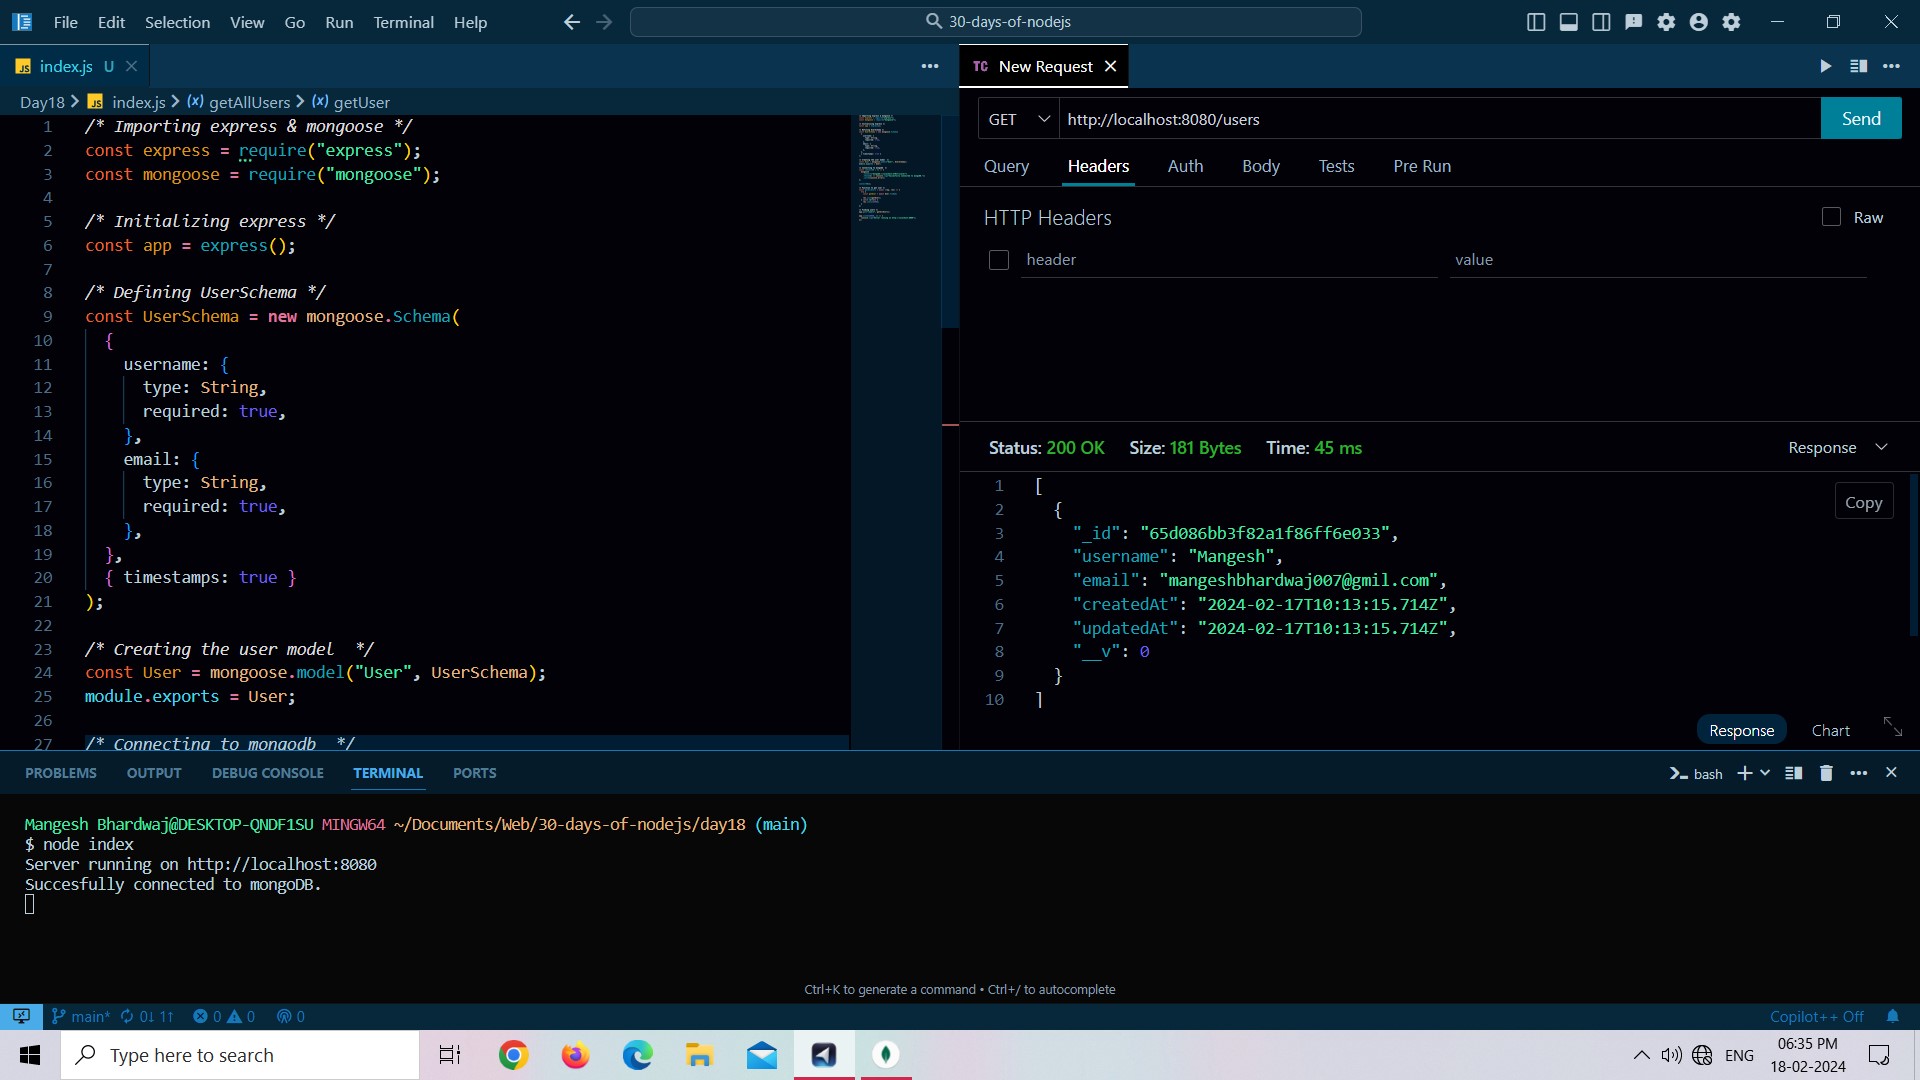 File Edit Selection View Go Run Terminal Help
30-days-of-nodejs
JS index.js U
TC New Request
Day18 > JS index.js > getAllUsers > getUser
1 /* Importing express & mongoose */
2 const express = require("express");
3 const mongoose = require("mongoose");
4
5 /* Initializing express */
6 const app = express();
7
8 /* Defining UserSchema */
9 const UserSchema = new mongoose.Schema(
10 {
11 username: {
12 type: String,
13 required: true,
14 },
15 email: {
16 type: String,
17 required: true,
18 },
19 },
20 { timestamps: true }
21 );
22
23 /* Creating the user model  */
24 const User = mongoose.model("User", UserSchema);
25 module.exports = User;
26
27 /* Connecting to mongodb  */
GET http://localhost:8080/users Send
Query Headers Auth Body Tests Pre Run
HTTP Headers Raw
header value
Status: 200 OK Size: 181 Bytes Time: 45 ms Response
Copy
1 [
2 {
3 "_id": "65d086bb3f82a1f86ff6e033",
4 "username": "Mangesh",
5 "email": "mangeshbhardwaj007@gmil.com",
6 "createdAt": "2024-02-17T10:13:15.714Z",
7 "updatedAt": "2024-02-17T10:13:15.714Z",
8 "__v": 0
9 }
10 ]
Response Chart
PROBLEMS OUTPUT DEBUG CONSOLE TERMINAL PORTS
bash
Mangesh Bhardwaj@DESKTOP-QNDF1SU MINGW64 ~/Documents/Web/30-days-of-nodejs/day18 (main)
$ node index
Server running on http://localhost:8080
Succesfully connected to mongoDB.
Ctrl+K to generate a command • Ctrl+/ to autocomplete
main* 0↓ 1↑ 0 0 0
Copilot++ Off
Type here to search
ENG
06:35 PM
18-02-2024